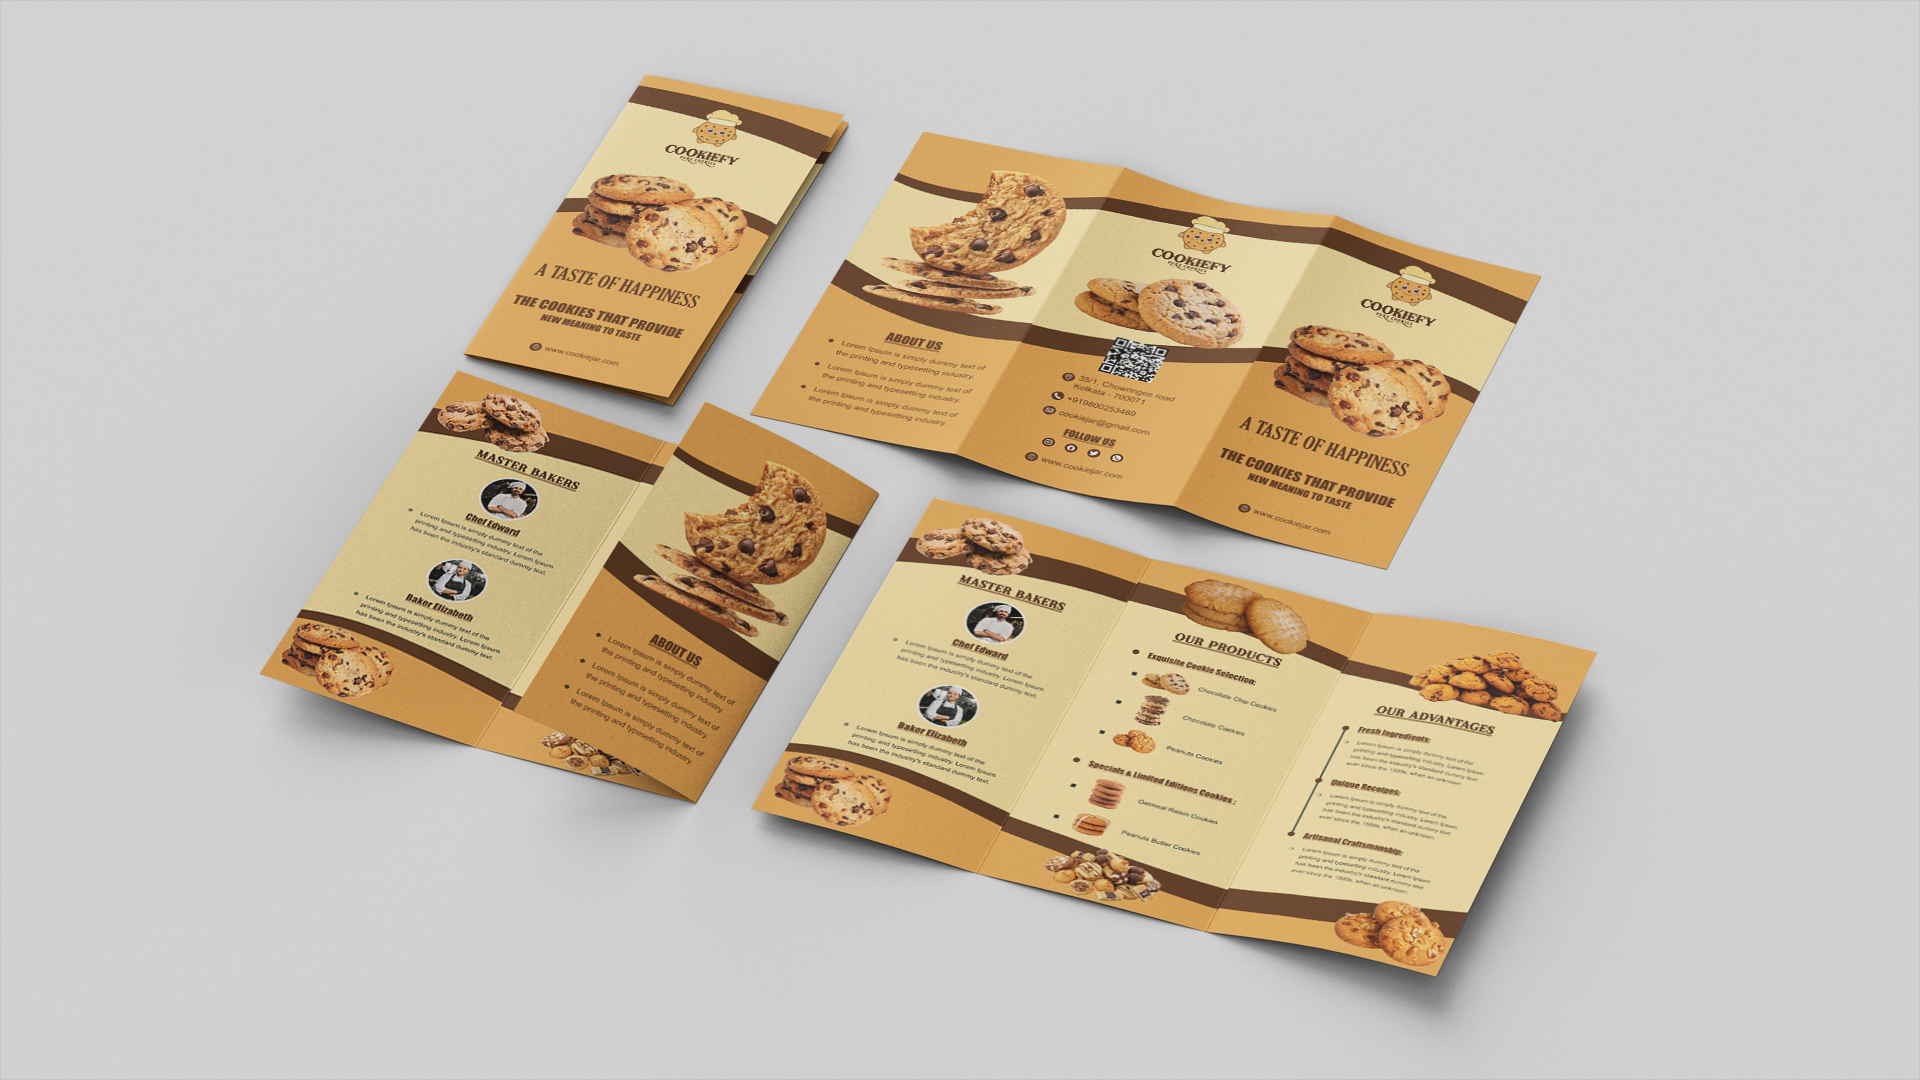 COOKIEFY
FAKE COOKIES
A TASTE OF HAPPINESS
THE COOKIES THAT PROVIDE
NEW MEANING TO TASTE
www.cookiejar.com
ABOUT US
Lorem Ipsum is simply dummy text of
the printing and typesetting industry.
Lorem Ipsum is simply dummy text of
the printing and typesetting industry.
Lorem Ipsum is simply dummy text of
the printing and typesetting industry.
COOKIEFY
35/1, Chowringee road
Kolkata - 700071
+919800253489
cookiejar@gmail.com
FOLLOW US
www.cookiejar.com
COOKIEFY
A TASTE OF HAPPINESS
THE COOKIES THAT PROVIDE
NEW MEANING TO TASTE
www.cookiejar.com
MASTER BAKERS
Chef Edward
Lorem Ipsum is simply dummy text of the
printing and typesetting industry. Lorem Ipsum
has been the industry's standard dummy text.
Baker Elizabeth
Lorem Ipsum is simply dummy text of the
printing and typesetting industry. Lorem Ipsum
has been the industry's standard dummy text.
ABOUT US
Lorem Ipsum is simply dummy text of
the printing and typesetting industry.
Lorem Ipsum is simply dummy text of
the printing and typesetting industry.
Lorem Ipsum is simply dummy text of
the printing and typesetting industry.
MASTER BAKERS
Chef Edward
Lorem Ipsum is simply dummy text of the
printing and typesetting industry. Lorem Ipsum
has been the industry's standard dummy text.
Baker Elizabeth
Lorem Ipsum is simply dummy text of the
printing and typesetting industry. Lorem Ipsum
has been the industry's standard dummy text.
OUR PRODUCTS
Exquisite Cookie Selection:
Chocolate Chip Cookies
Chocolate Cookies
Peanuts Cookies
Specials & Limited Editions Cookies :
Oatmeal Raisin Cookies
Peanuts Butter Cookies
OUR ADVANTAGES
Fresh Ingredients:
Lorem Ipsum is simply dummy text of the
printing and typesetting industry. Lorem Ipsum
has been the industry's standard dummy text
ever since the 1500s, when an unknown.
Unique Receipes:
Lorem Ipsum is simply dummy text of the
printing and typesetting industry. Lorem Ipsum
has been the industry's standard dummy text
ever since the 1500s, when an unknown.
Artisanal Craftsmanship:
Lorem Ipsum is simply dummy text of the
printing and typesetting industry. Lorem Ipsum
has been the industry's standard dummy text
ever since the 1500s, when an unknown.